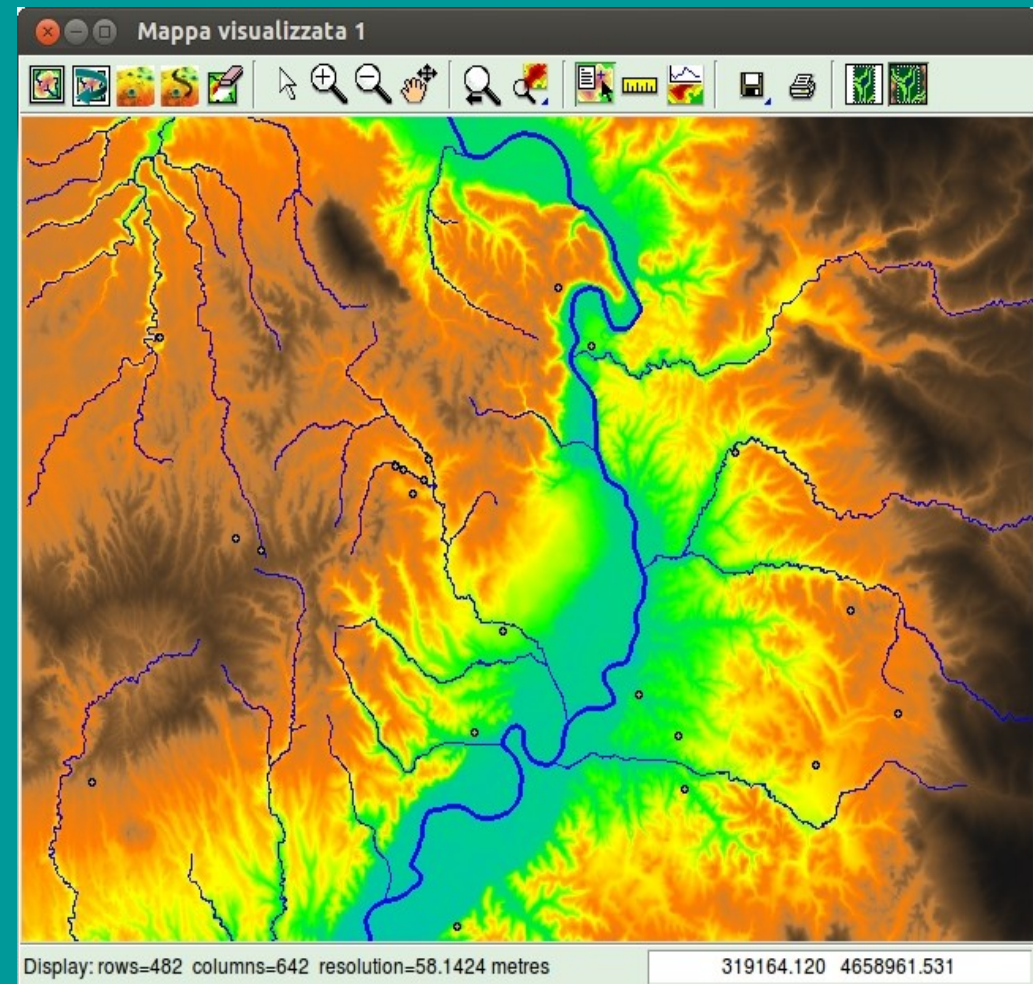 Mappa visualizzata 1
Display: rows=482 columns=642 resolution=58.1424 metres
319164.120 4658961.531